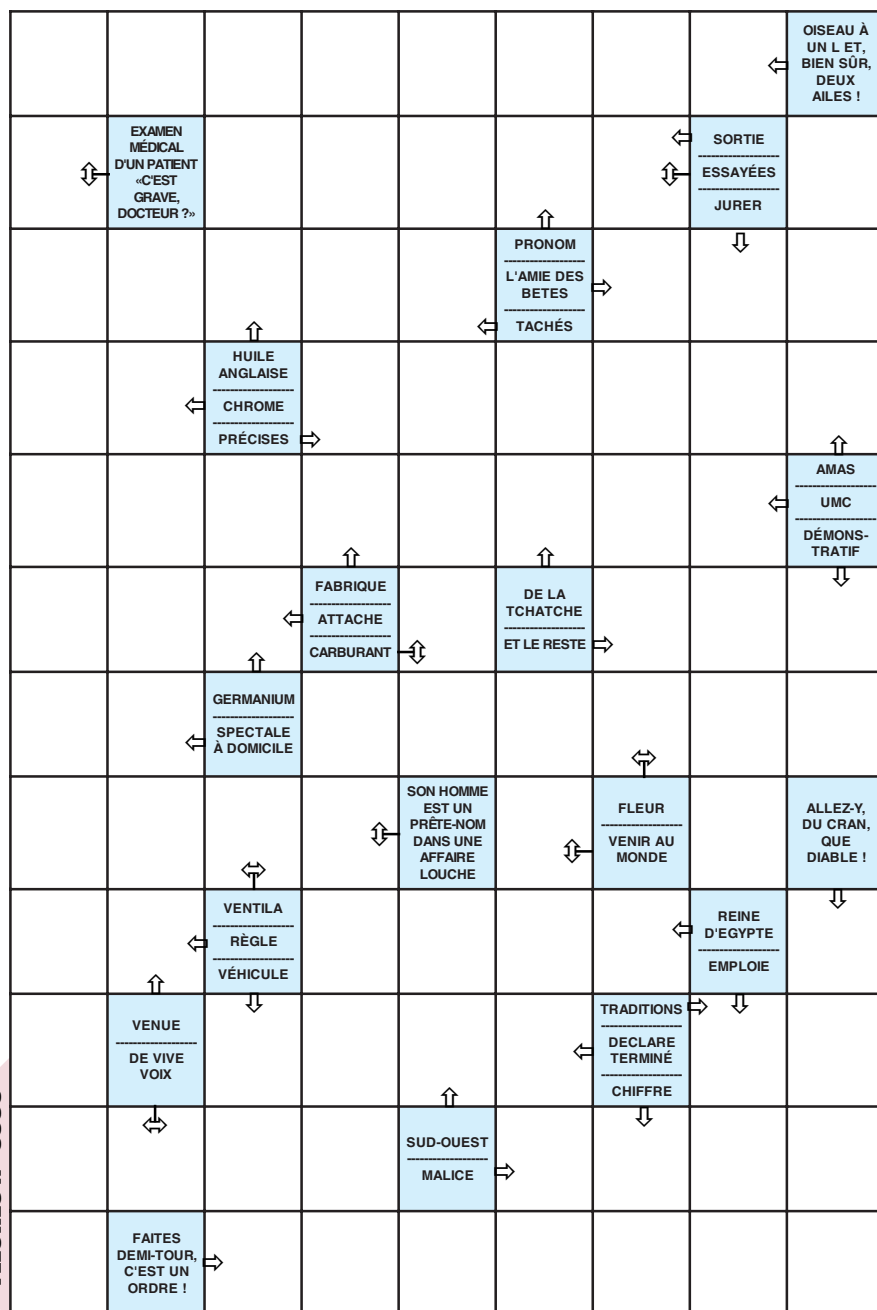 OISEAU À
UN L ET,
BIEN SÛR,
DEUX
AILES !
EXAMEN
MÉDICAL
D'UN PATIENT
«C'EST
GRAVE,
DOCTEUR ?»
SORTIE
ESSAYÉES
JURER
PRONOM
L'AMIE DES
BETES
TACHÉS
HUILE
ANGLAISE
CHROME
PRÉCISES
AMAS
UMC
DÉMONS-
TRATIF
FABRIQUE
ATTACHE
CARBURANT
DE LA
TCHATCHE
ET LE RESTE
GERMANIUM
SPECTALE
À DOMICILE
SON HOMME
EST UN
PRÊTE-NOM
DANS UNE
AFFAIRE
LOUCHE
FLEUR
VENIR AU
MONDE
ALLEZ-Y,
DU CRAN,
QUE
DIABLE !
VENTILA
RÈGLE
VÉHICULE
REINE
D'EGYPTE
EMPLOIE
VENUE
DE VIVE
VOIX
TRADITIONS
DECLARE
TERMINÉ
CHIFFRE
SUD-OUEST
MALICE
FAITES
DEMI-TOUR,
C'EST UN
ORDRE !